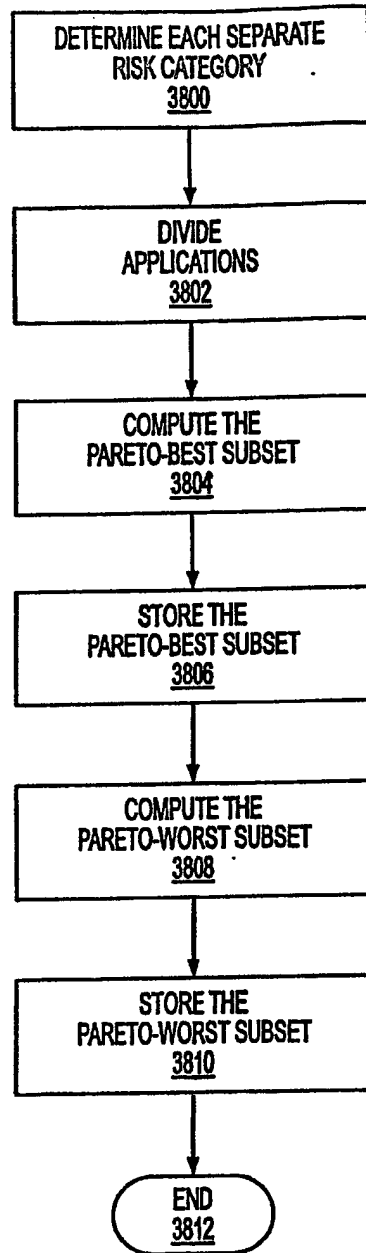 DETERMINE EACH SEPARATE
RISK CATEGORY
3800
DIVIDE
APPLICATIONS
3802
COMPUTE THE
PARETO-BEST SUBSET
3804
STORE THE
PARETO-BEST SUBSET
3806
COMPUTE THE
PARETO-WORST SUBSET
3808
STORE THE
PARETO-WORST SUBSET
3810
END
3812